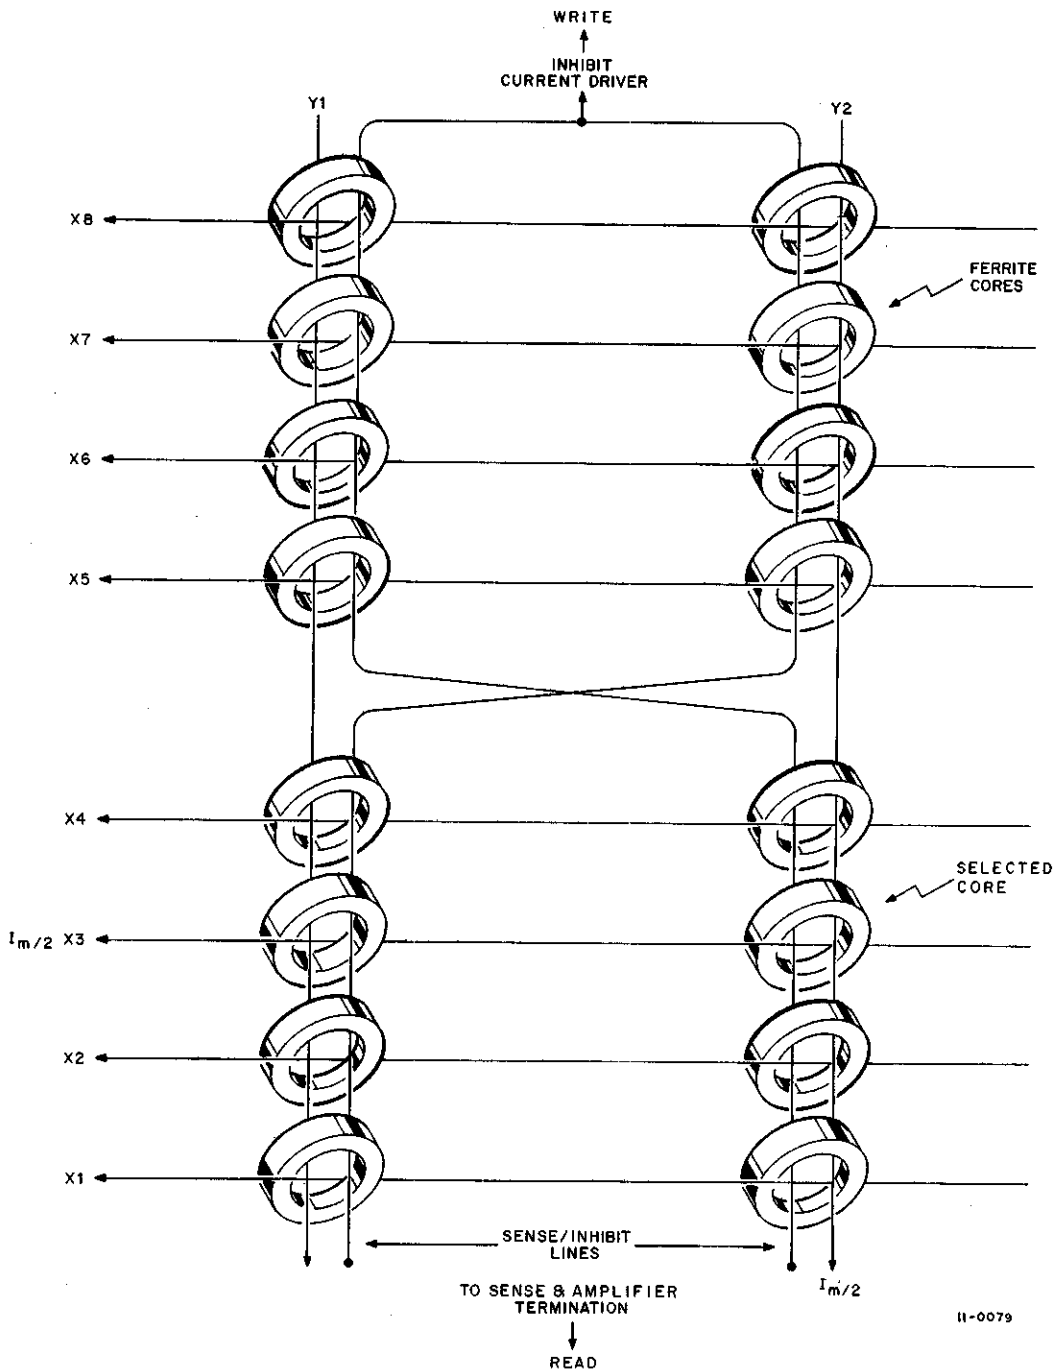 WRITE
INHIBIT
CURRENT DRIVER
Y1
Y2
X8
FERRITE
CORES
X7
X6
X5
X4
SELECTED
CORE
Im/2 X3
X2
X1
SENSE/INHIBIT
LINES
Im/2
TO SENSE & AMPLIFIER
TERMINATION
11-0079
READ